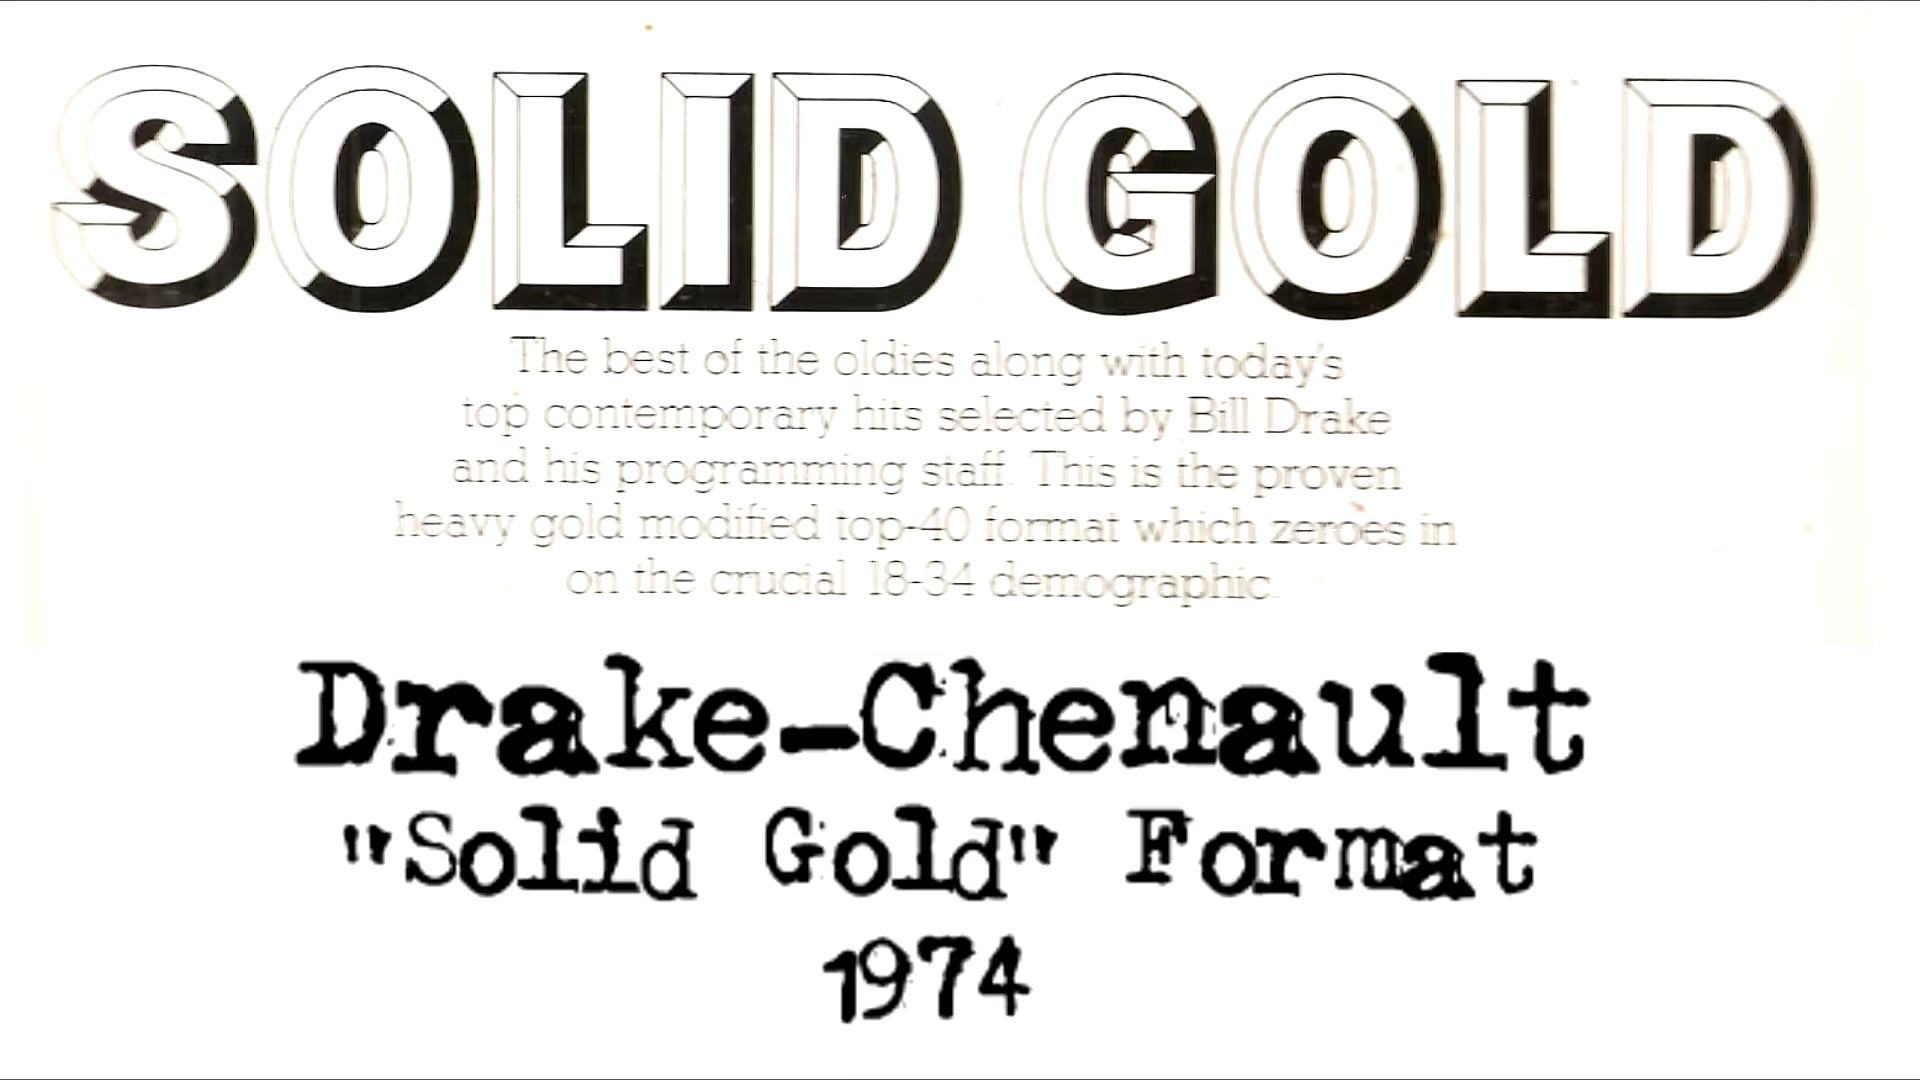 SOLID GOLD
The best of the oldies along with today's
top contemporary hits selected by Bill Drake
and his programming staff. This is the proven
heavy gold modified top-40 format which zeroes in
on the crucial 18-34 demographic.
Drake-Chenault
"Solid Gold" Format
1974